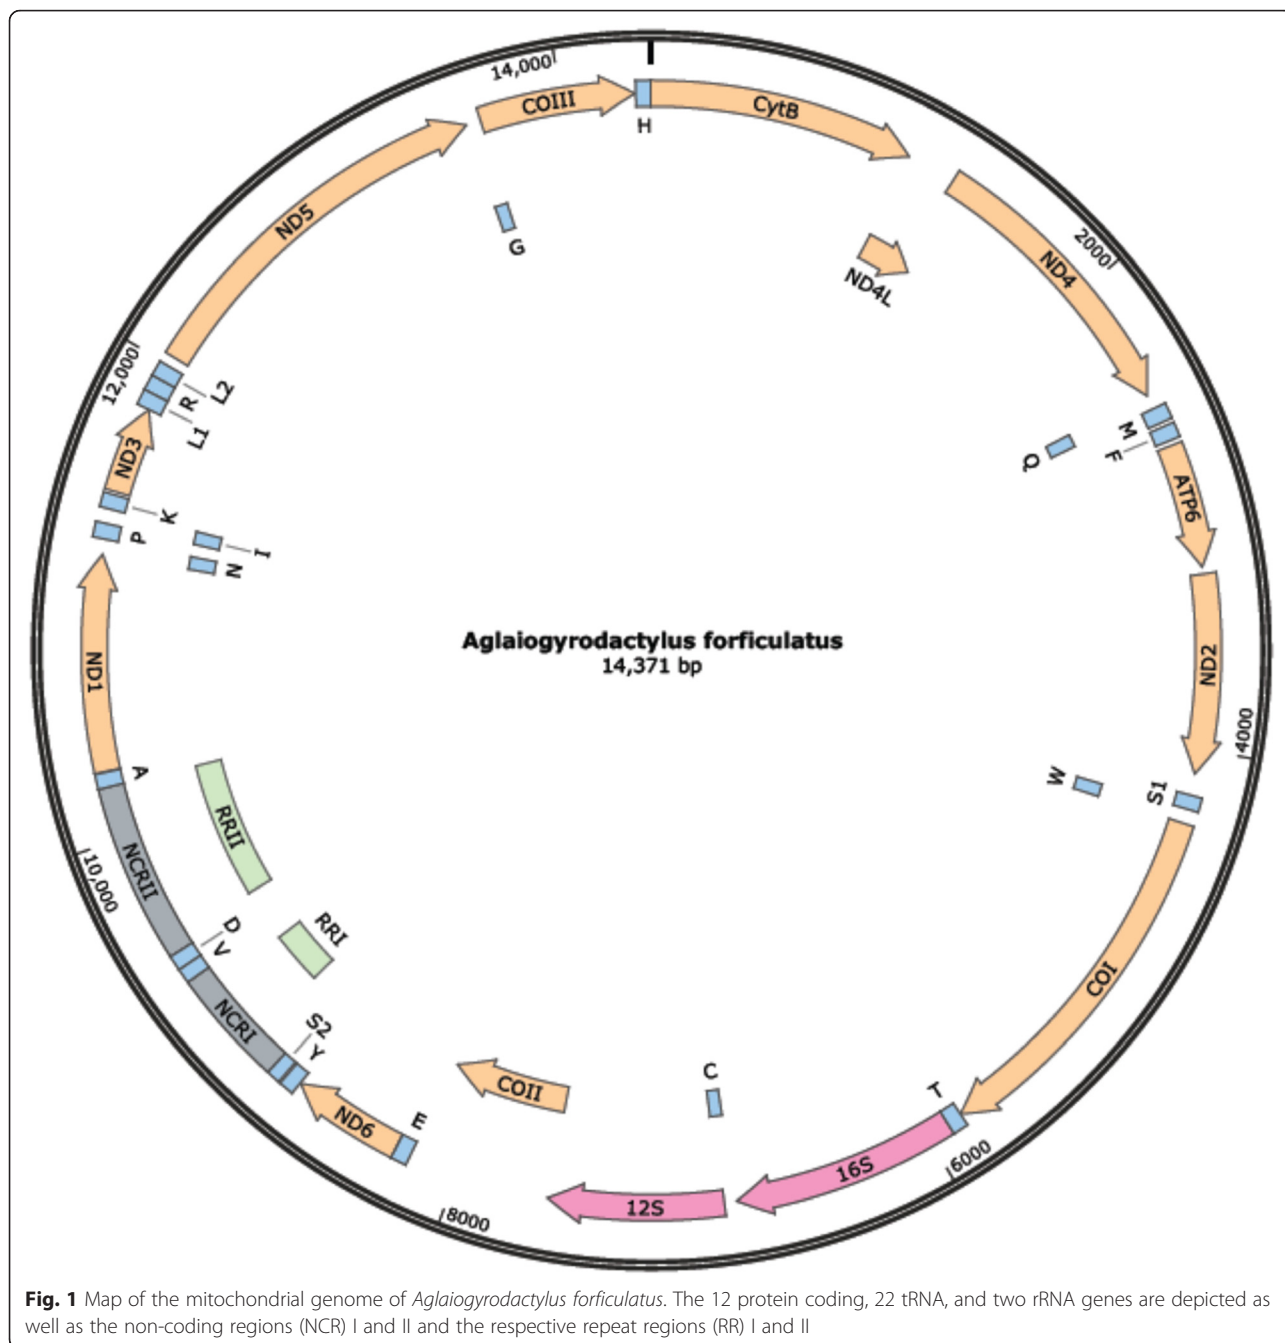 14,000
COIII
H
CytB
ND5
G
ND4L
ND4
2000
12,000
L2
R
L1
ND3
K
P
I
N
Q
M
F
ATP6
ND2
4000
Aglaiogyrodactylus forficulatus
14,371 bp
ND1
A
W
S1
RRII
NCRII
10,000
D
V
RRI
NCRI
S2
Y
COI
COII
ND6
E
C
T
16S
6000
12S
8000
Fig. 1 Map of the mitochondrial genome of Aglaiogyrodactylus forficulatus. The 12 protein coding, 22 tRNA, and two rRNA genes are depicted as
well as the non-coding regions (NCR) I and II and the respective repeat regions (RR) I and II